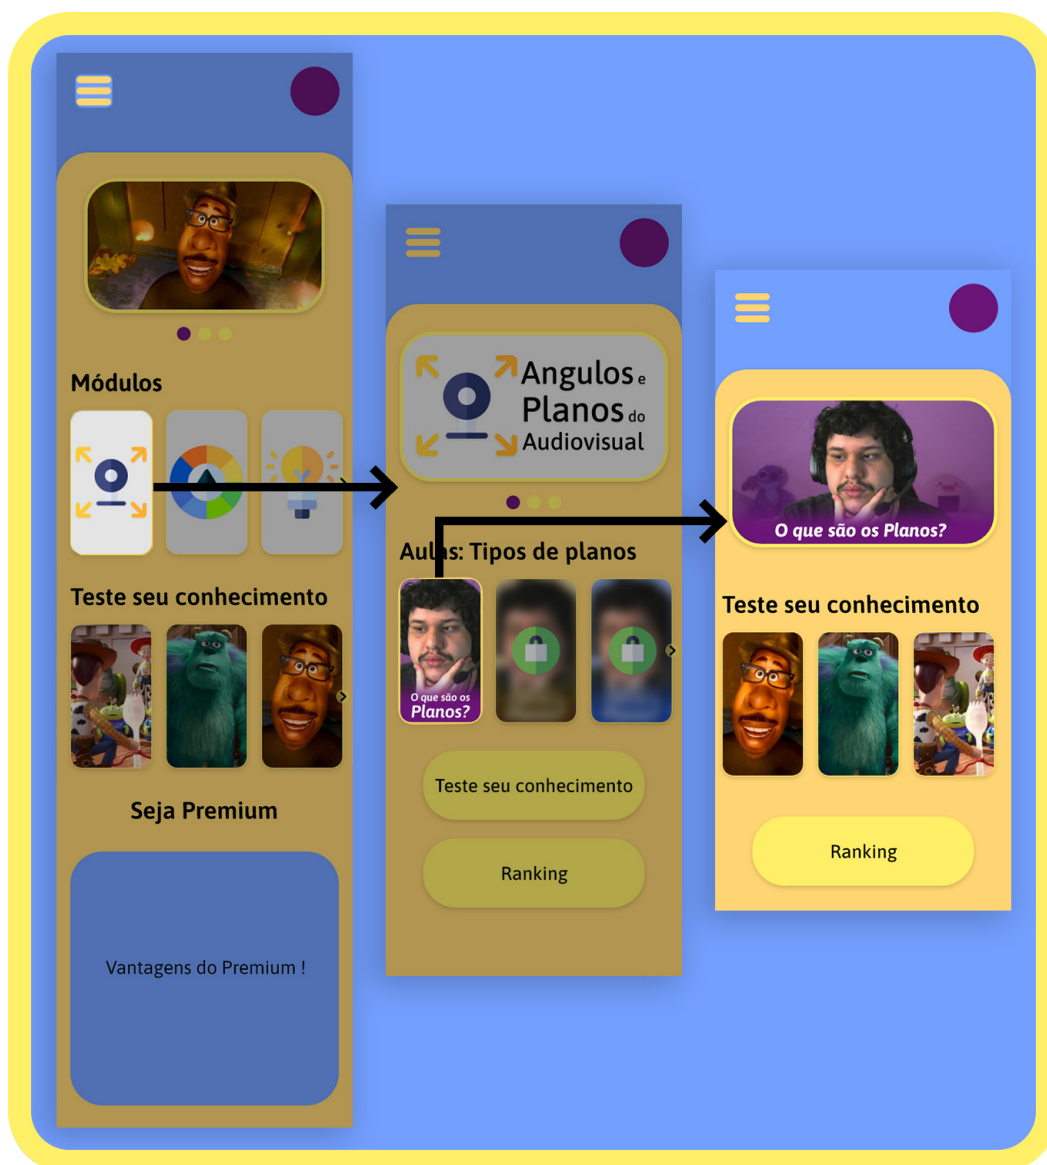 Módulos
Teste seu conhecimento
Seja Premium
Vantagens do Premium !
Angulos e
Planos do
Audiovisual
Aulas: Tipos de planos
O que são os
Planos?
Teste seu conhecimento
Ranking
O que são os Planos?
Teste seu conhecimento
Ranking